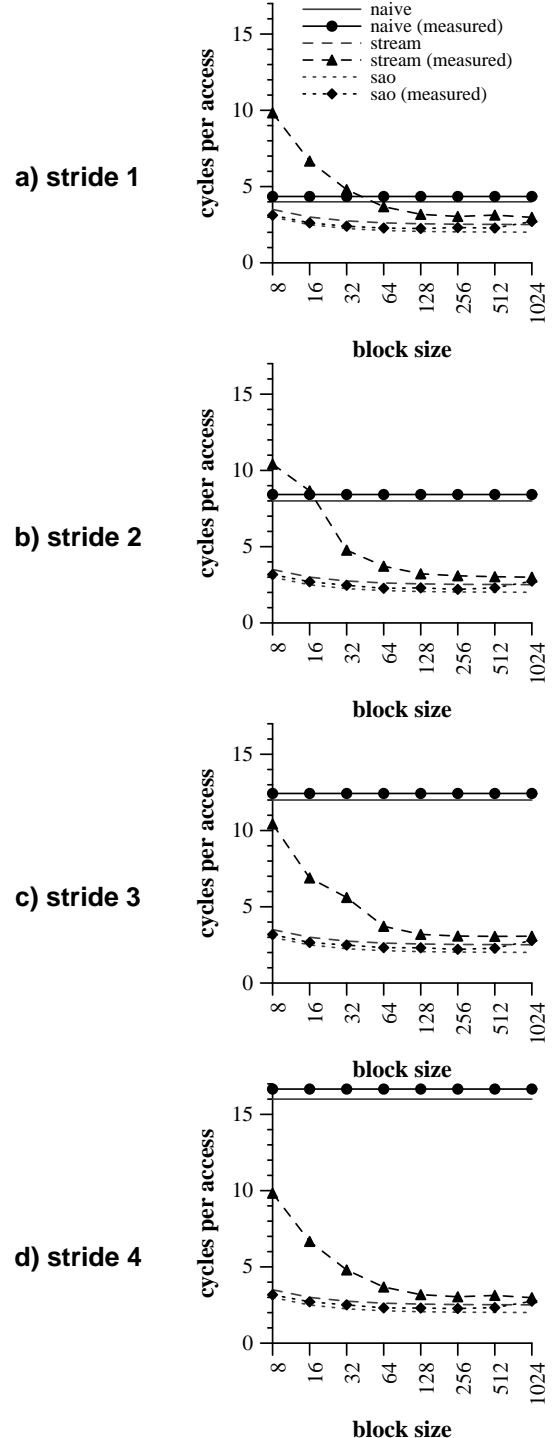 naive
naive (measured)
stream
stream (measured)
sao
sao (measured)
a) stride 1
cycles per access
15
10
5
0
8
16
32
64
128
256
512
1024
block size
b) stride 2
cycles per access
15
10
5
0
8
16
32
64
128
256
512
1024
block size
c) stride 3
cycles per access
15
10
5
0
8
16
32
64
128
256
512
1024
block size
d) stride 4
cycles per access
15
10
5
0
8
16
32
64
128
256
512
1024
block size